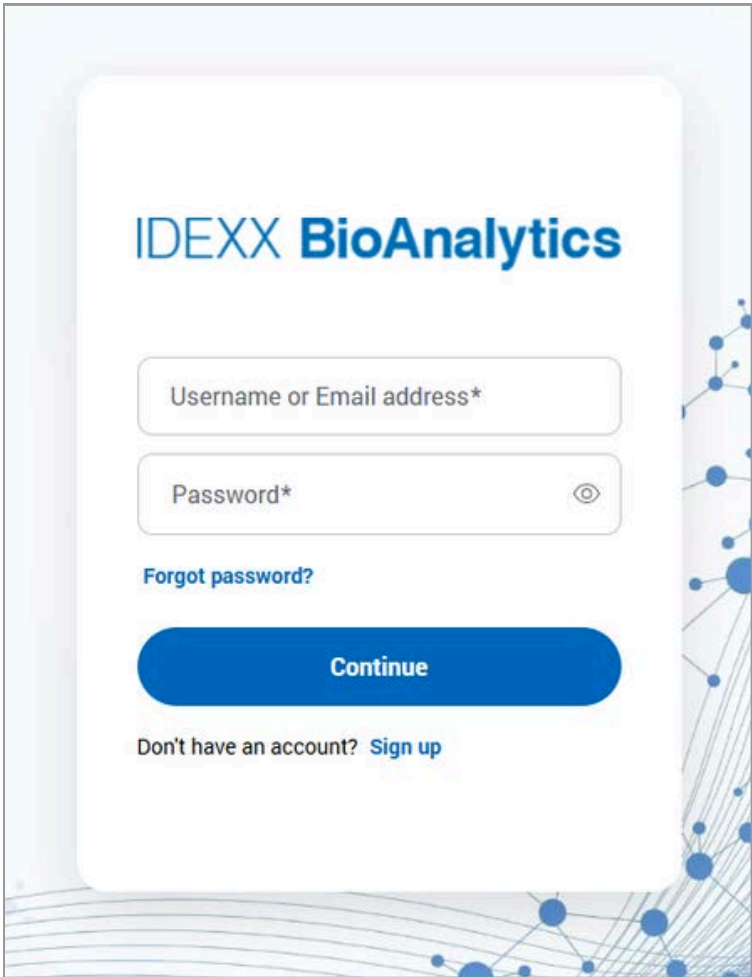 IDEXX BioAnalytics
Username or Email address*
Password*
Forgot password?
Continue
Don't have an account? Sign up